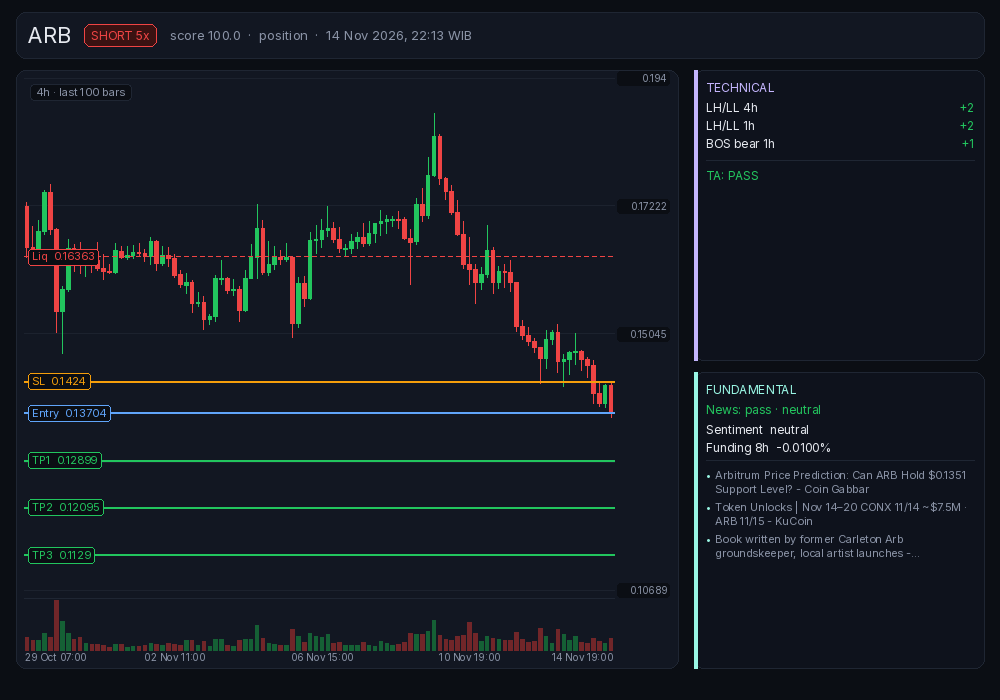 ARB SHORT 5x score 100.0 · position · 14 Nov 2026, 22:13 WIB
4h · last 100 bars
0.194
0.17222
Liq 0.16363
0.15045
SL 0.1424
Entry 0.13704
TP1 0.12899
TP2 0.12095
TP3 0.1129
0.10689
29 Oct 07:00 02 Nov 11:00 06 Nov 15:00 10 Nov 19:00 14 Nov 19:00
TECHNICAL
LH/LL 4h +2
LH/LL 1h +2
BOS bear 1h +1
TA: PASS
FUNDAMENTAL
News: pass · neutral
Sentiment neutral
Funding 8h -0.0100%
• Arbitrum Price Prediction: Can ARB Hold $0.1351
Support Level? - Coin Gabbar
• Token Unlocks | Nov 14–20 CONX 11/14 ~$7.5M ·
ARB 11/15 - KuCoin
• Book written by former Carleton Arb
groundskeeper, local artist launches -…